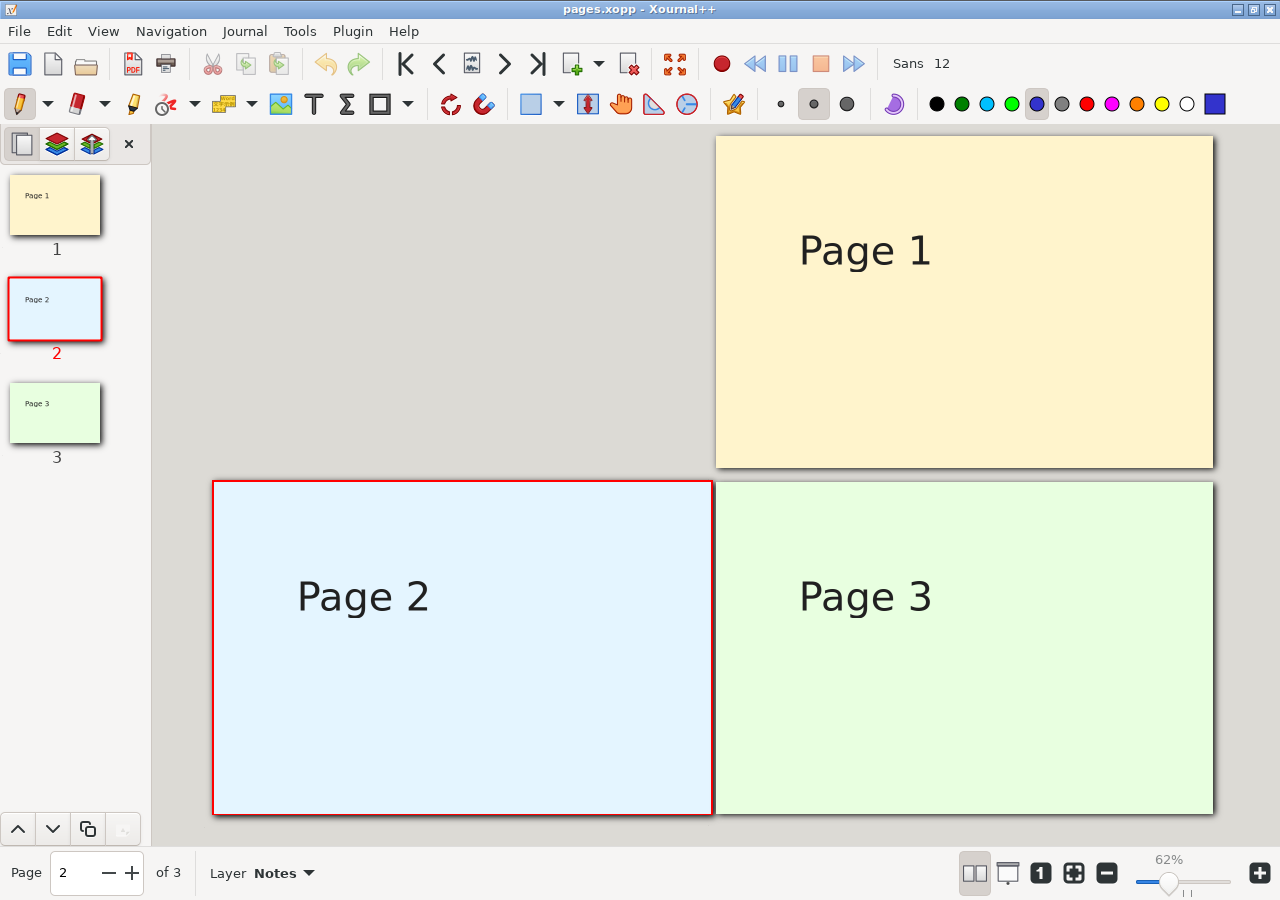 pages.xopp - Xournal++
File Edit View Navigation Journal Tools Plugin Help
Sans 12
Page 1
1
Page 2
2
Page 3
3
Page 1
Page 2
Page 3
Page 2 of 3 Layer Notes
62%